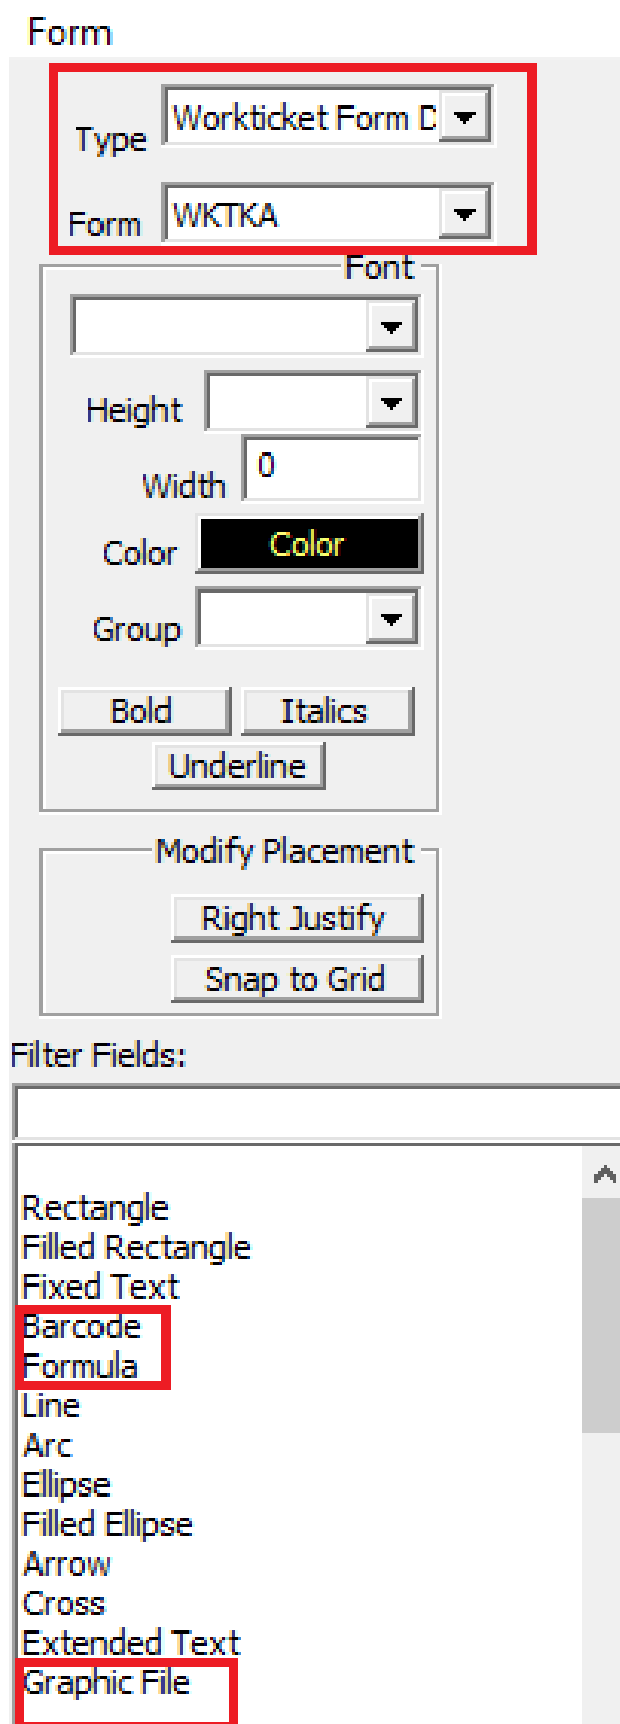 Form
Type Workticket Form D
Form WKTKA
Font
Height
Width 0
Color Color
Group
Bold Italics
Underline
Modify Placement
Right Justify
Snap to Grid
Filter Fields:
Rectangle
Filled Rectangle
Fixed Text
Barcode
Formula
Line
Arc
Ellipse
Filled Ellipse
Arrow
Cross
Extended Text
Graphic File